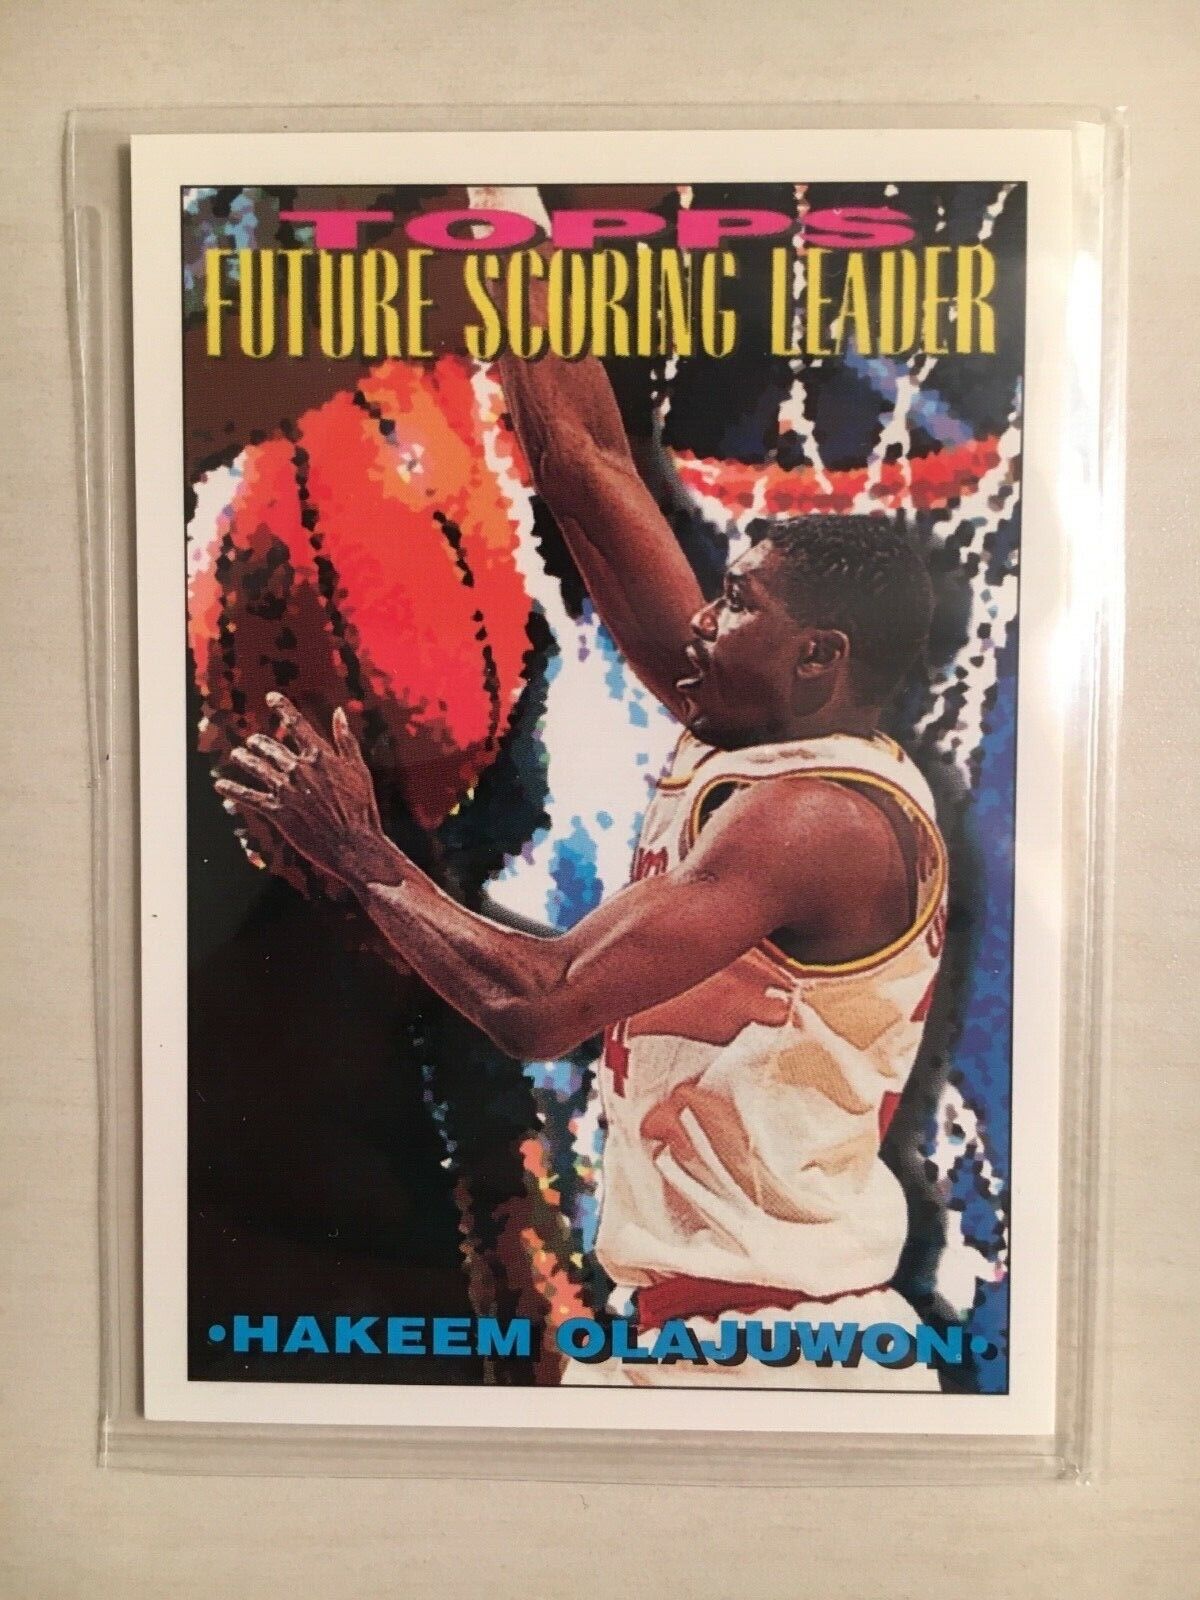 TOPPS
FUTURE SCORING LEADER
•HAKEEM OLAJUWON•